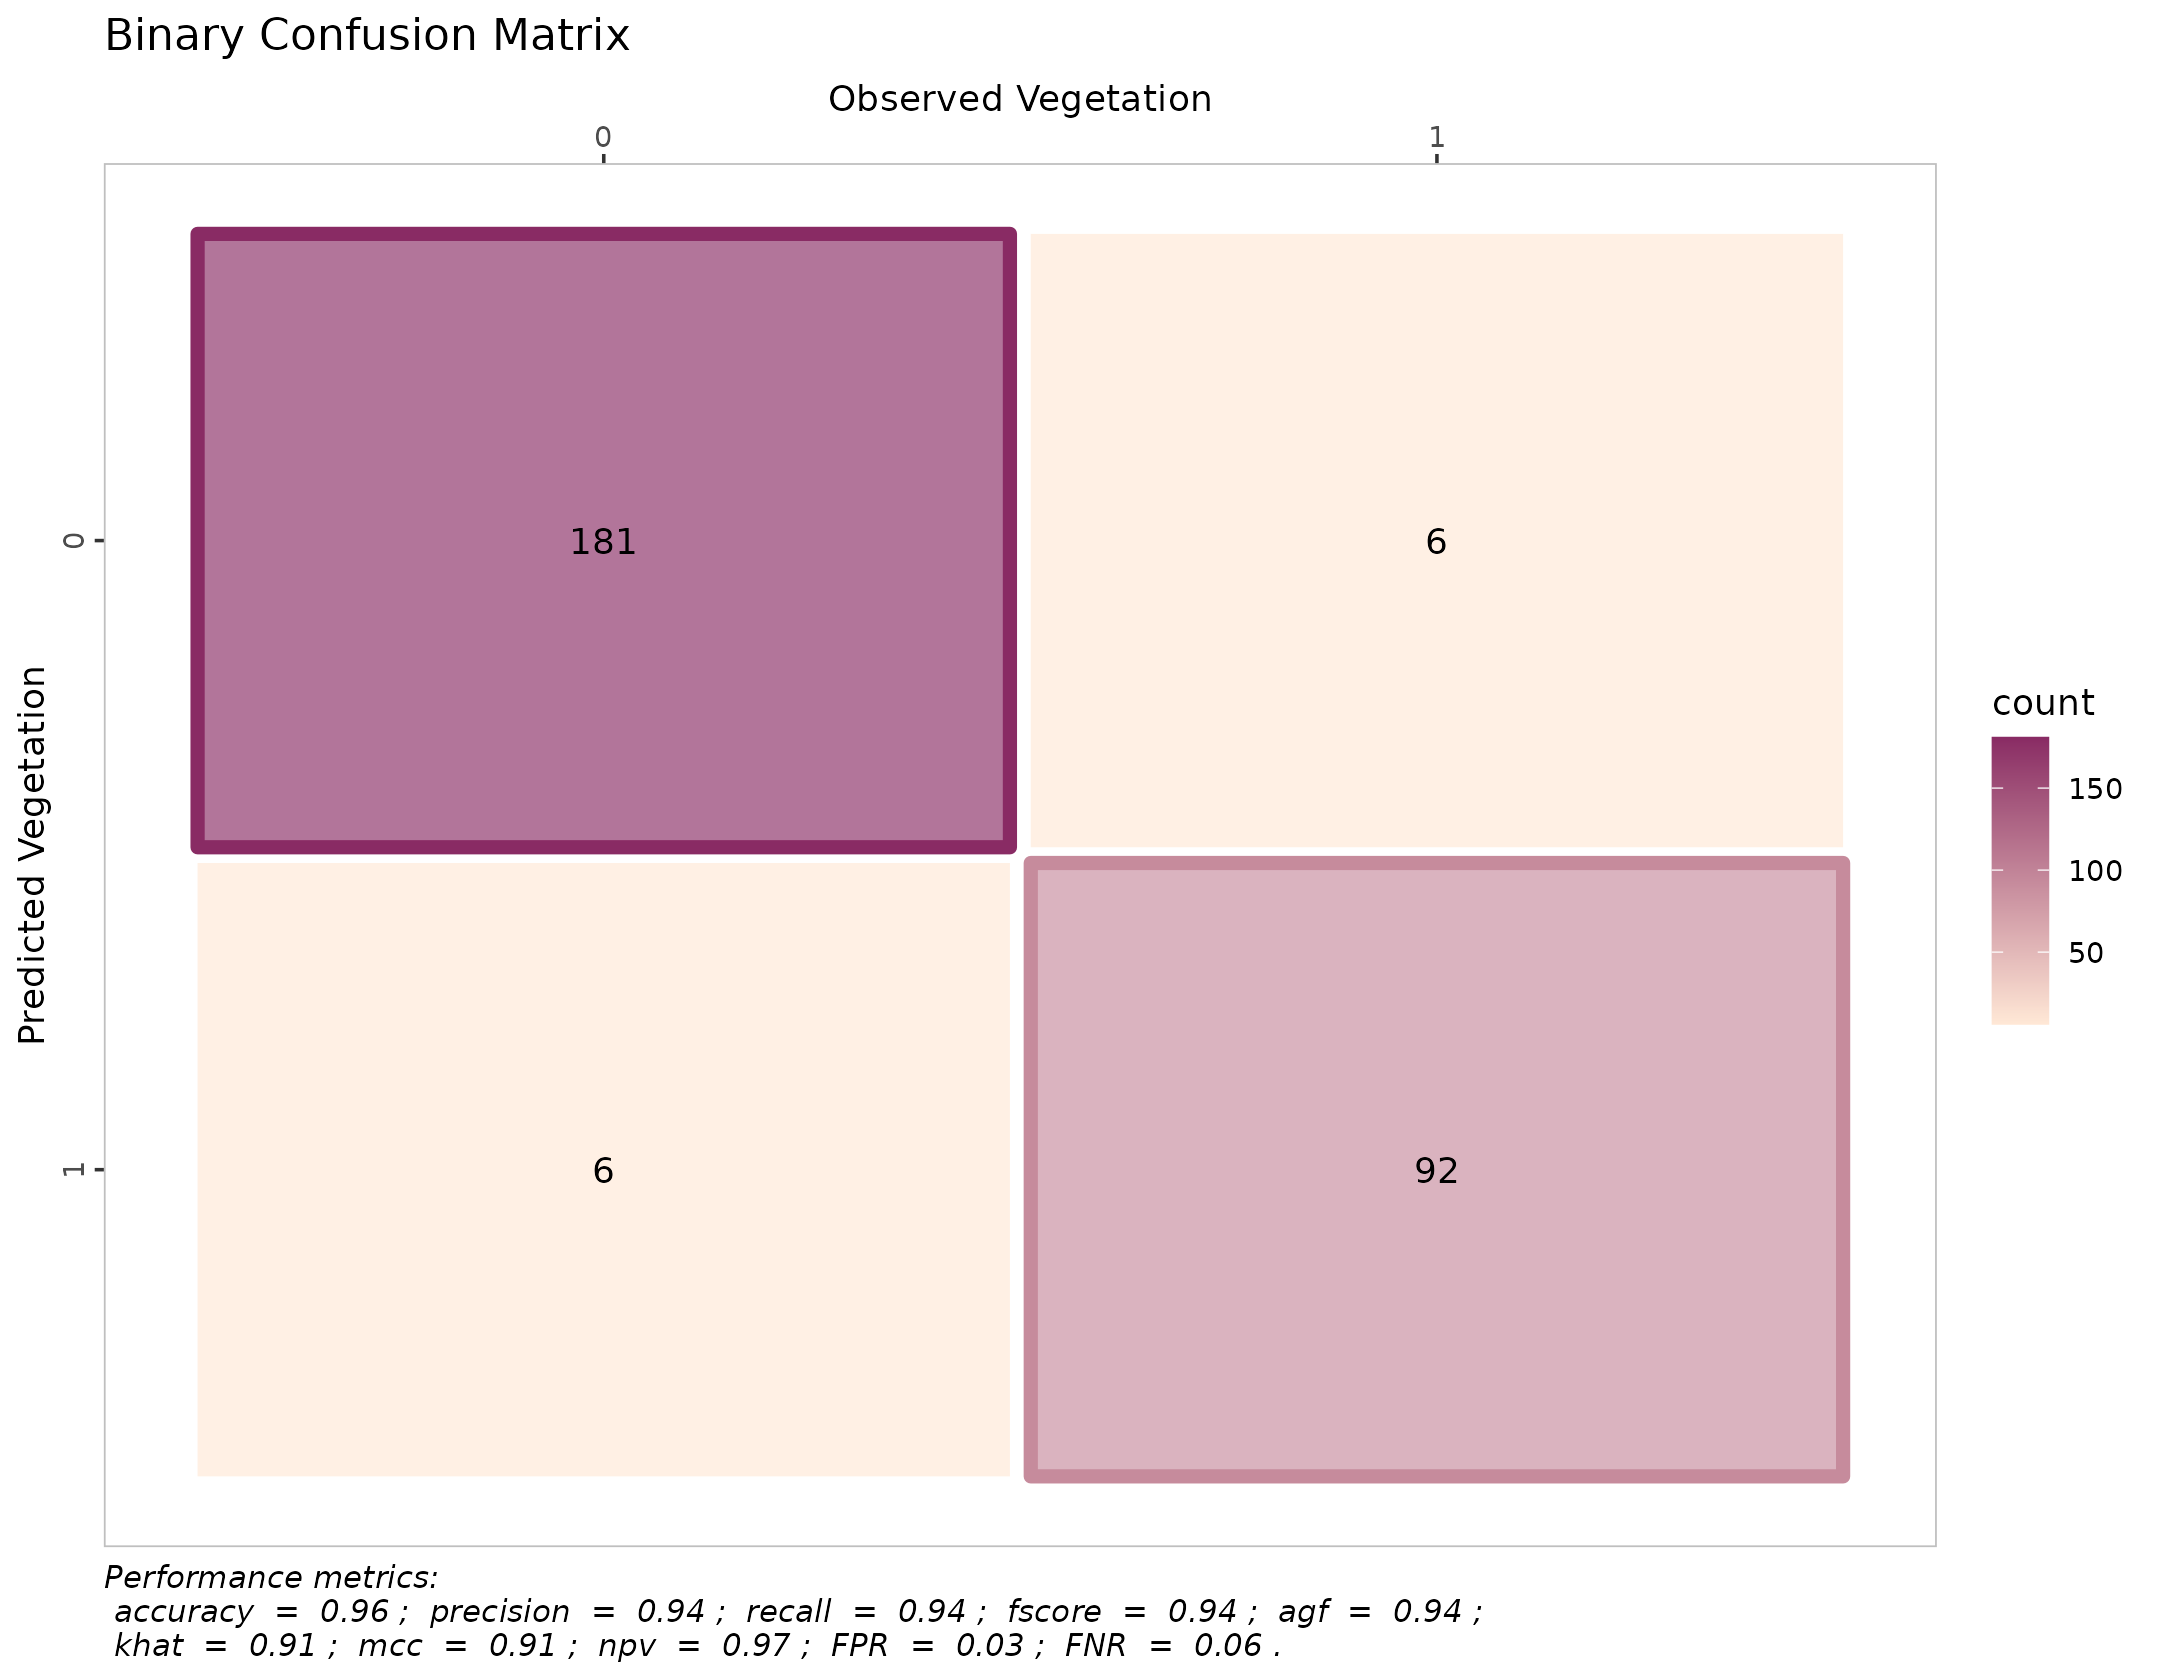 Binary Confusion Matrix
Observed Vegetation
0 1
0 181 6
Predicted Vegetation
1 6 92
count
150
100
50
Performance metrics:
accuracy = 0.96 ; precision = 0.94 ; recall = 0.94 ; fscore = 0.94 ; agf = 0.94 ;
khat = 0.91 ; mcc = 0.91 ; npv = 0.97 ; FPR = 0.03 ; FNR = 0.06 .